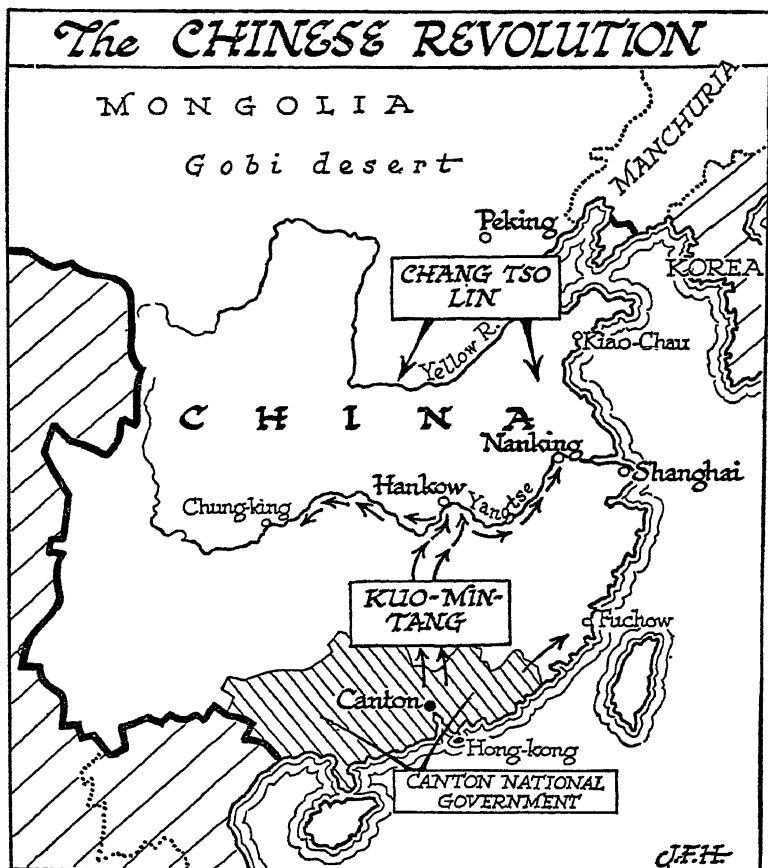 The CHINESE REVOLUTION
MONGOLIA
Gobi desert
MANCHURIA
Peking
KOREA
CHANG TSO
LIN
Yellow R.
Kiao-Chau
CHINA
Nanking
Shanghai
Hankow
Yangtse
Chung-king
KUO-MIN-
TANG
Fuchow
Canton
Hong-kong
CANTON NATIONAL
GOVERNMENT
J.F.H.